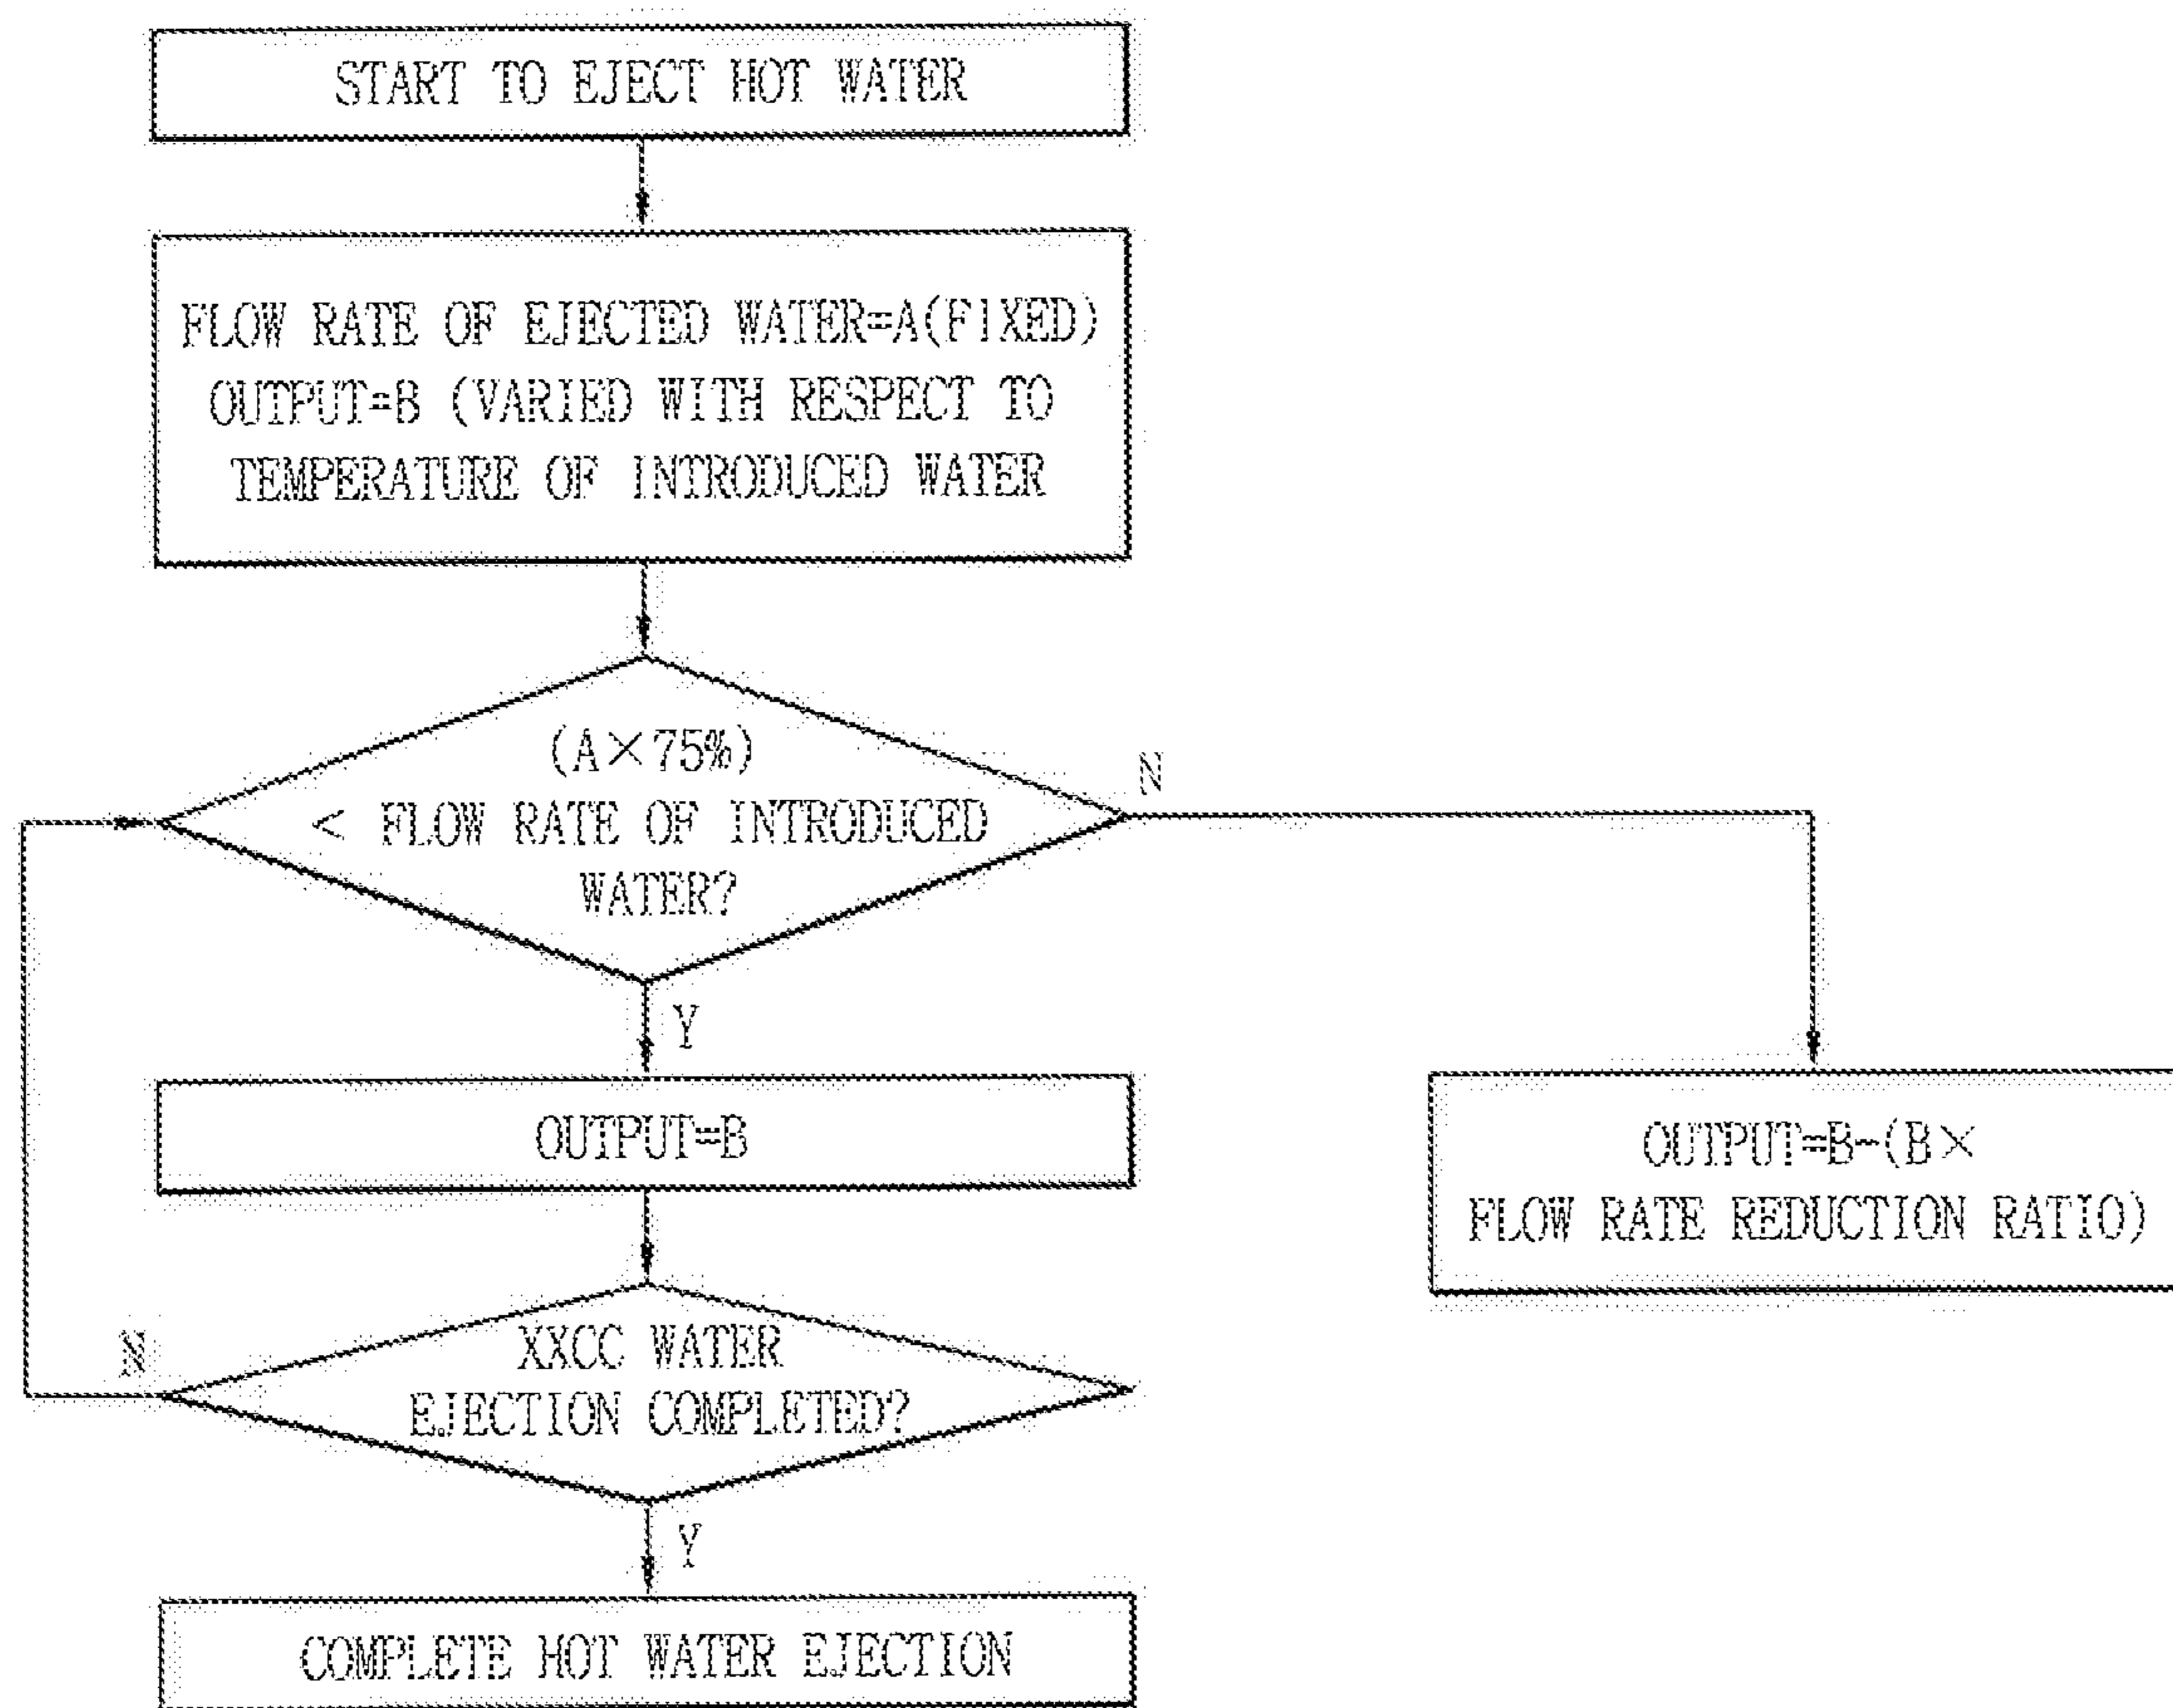 START TO EJECT HOT WATER
FLOW RATE OF EJECTED WATER=A(FIXED)
OUTPUT=B (VARIED WITH RESPECT TO
TEMPERATURE OF INTRODUCED WATER
(A×75%)
< FLOW RATE OF INTRODUCED
WATER?
N
Y
OUTPUT=B
OUTPUT=B-(B×
FLOW RATE REDUCTION RATIO)
XXCC WATER
EJECTION COMPLETED?
N
Y
COMPLETE HOT WATER EJECTION